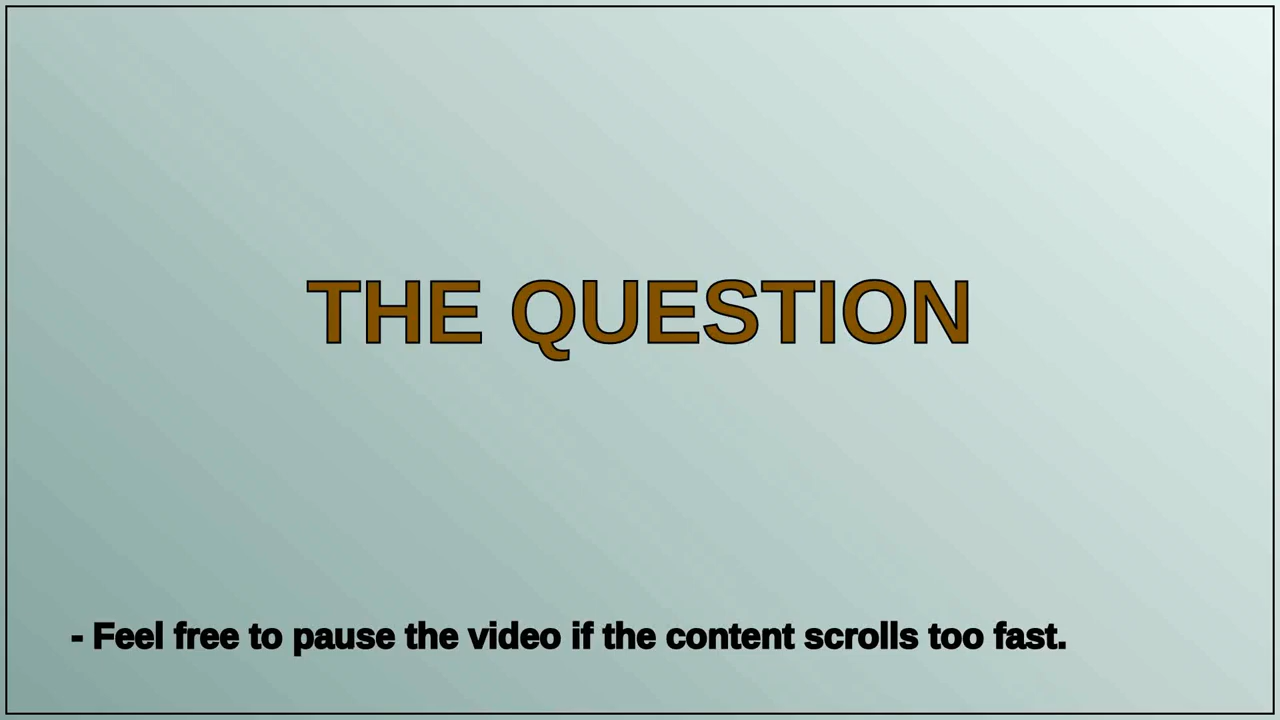 THE QUESTION
- Feel free to pause the video if the content scrolls too fast.